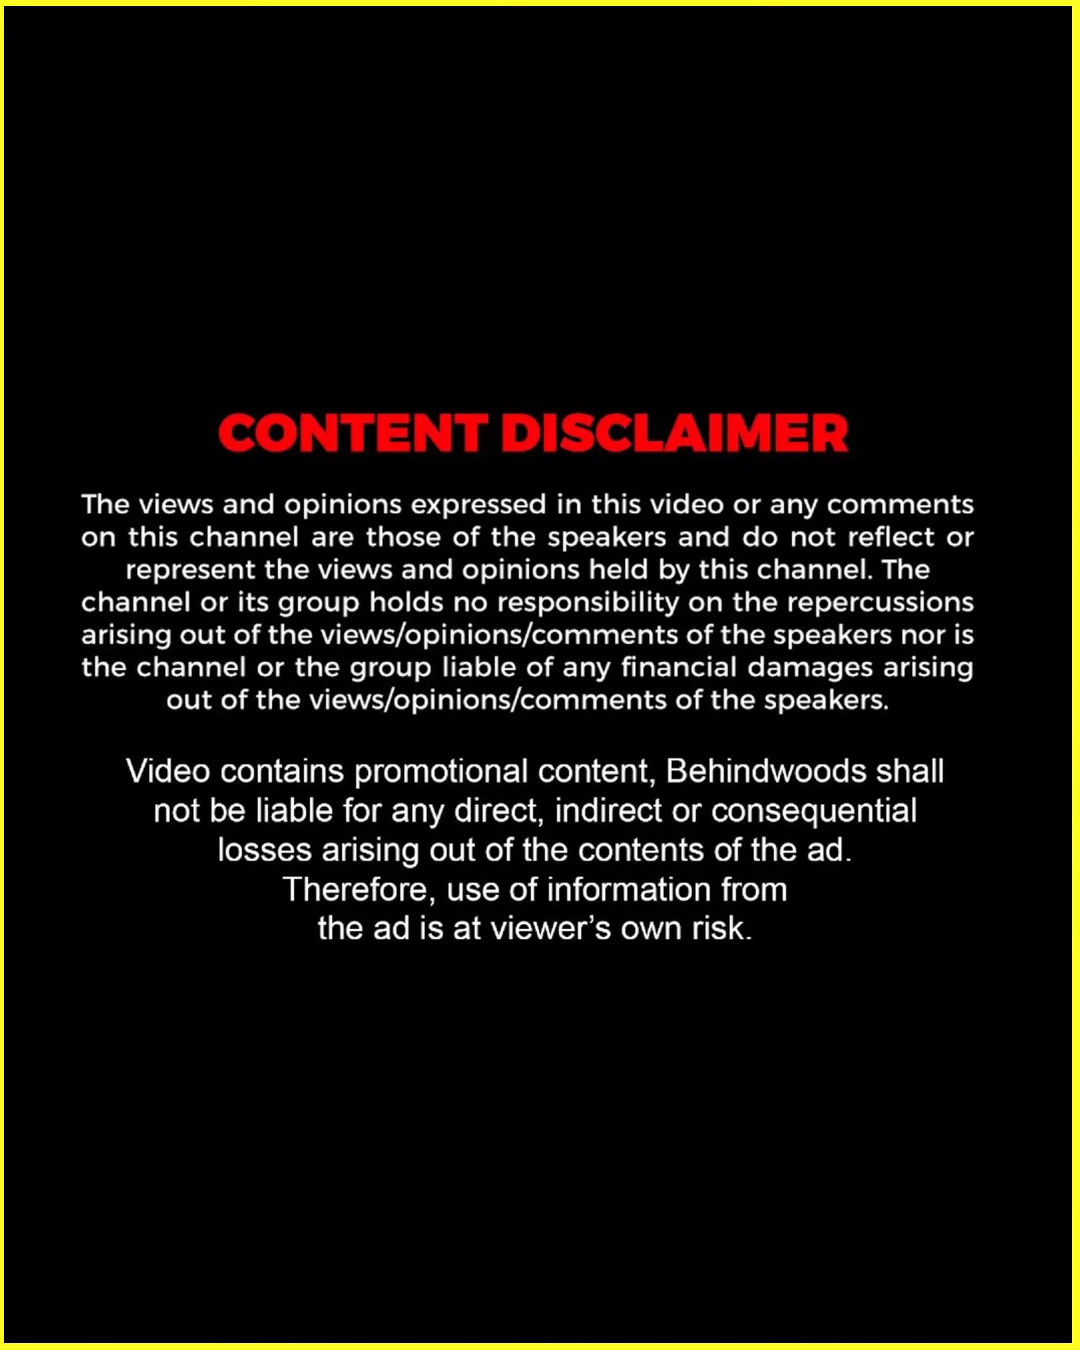 CONTENT DISCLAIMER
The views and opinions expressed in this video or any comments
on this channel are those of the speakers and do not reflect or
represent the views and opinions held by this channel. The
channel or its group holds no responsibility on the repercussions
arising out of the views/opinions/comments of the speakers nor is
the channel or the group liable of any financial damages arising
out of the views/opinions/comments of the speakers.
Video contains promotional content, Behindwoods shall
not be liable for any direct, indirect or consequential
losses arising out of the contents of the ad.
Therefore, use of information from
the ad is at viewer’s own risk.